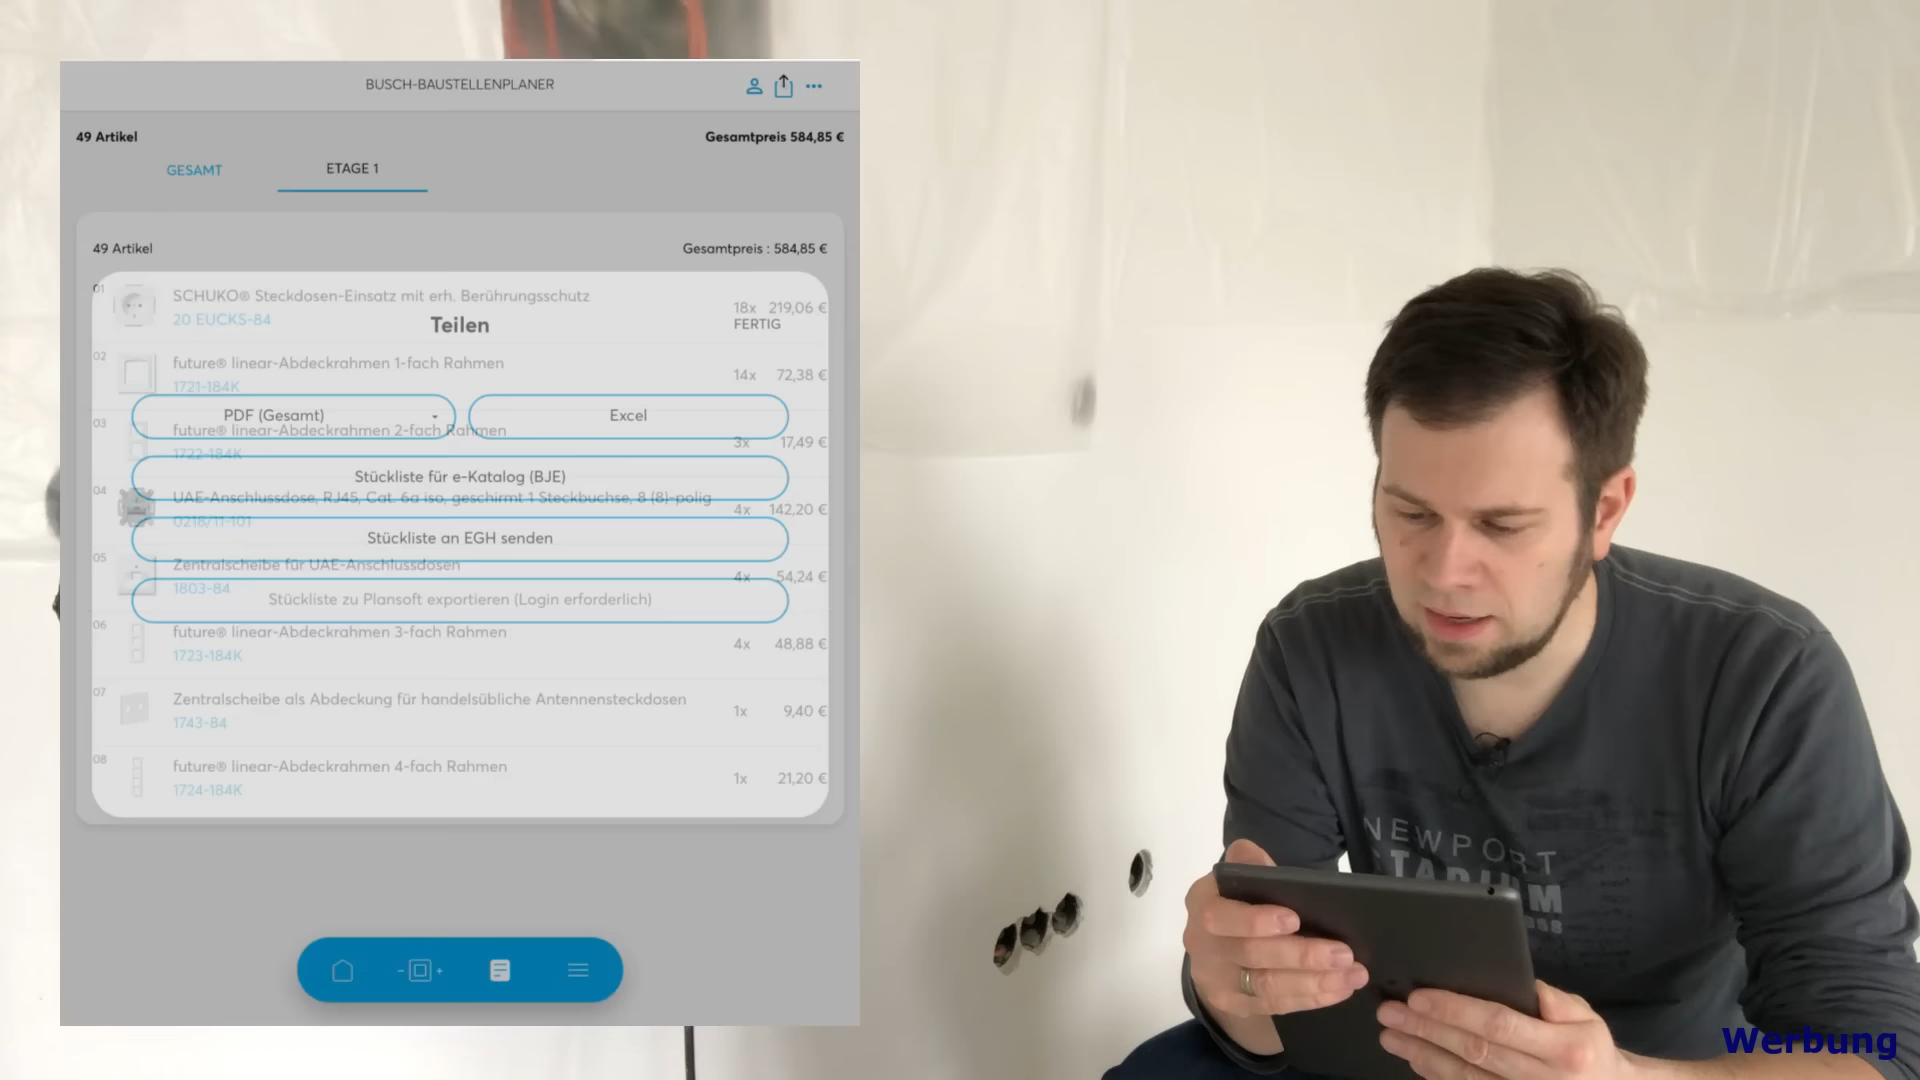 BUSCH-BAUSTELLENPLANER
49 Artikel
Gesamtpreis 584,85 €
GESAMT
ETAGE 1
49 Artikel
Gesamtpreis : 584,85 €
01
SCHUKO® Steckdosen-Einsatz mit erh. Berührungsschutz
20 EUCKS-84
18x 219,06 €
Teilen
FERTIG
02
future® linear-Abdeckrahmen 1-fach Rahmen
1721-184K
14x 72,38 €
PDF (Gesamt)
Excel
03
future® linear-Abdeckrahmen 2-fach Rahmen
1722-184K
3x 17,49 €
Stückliste für e-Katalog (BJE)
04
UAE-Anschlussdose, RJ45, Cat. 6a iso, geschirmt 1 Steckbuchse, 8 (8)-polig
0218/11-101
4x 142,20 €
Stückliste an EGH senden
05
Zentralscheibe für UAE-Anschlussdosen
1803-84
4x 54,24 €
Stückliste zu Plansoft exportieren (Login erforderlich)
06
future® linear-Abdeckrahmen 3-fach Rahmen
1723-184K
4x 48,88 €
07
Zentralscheibe als Abdeckung für handelsübliche Antennensteckdosen
1743-84
1x 9,40 €
08
future® linear-Abdeckrahmen 4-fach Rahmen
1724-184K
1x 21,20 €
NEWPORT
Werbung